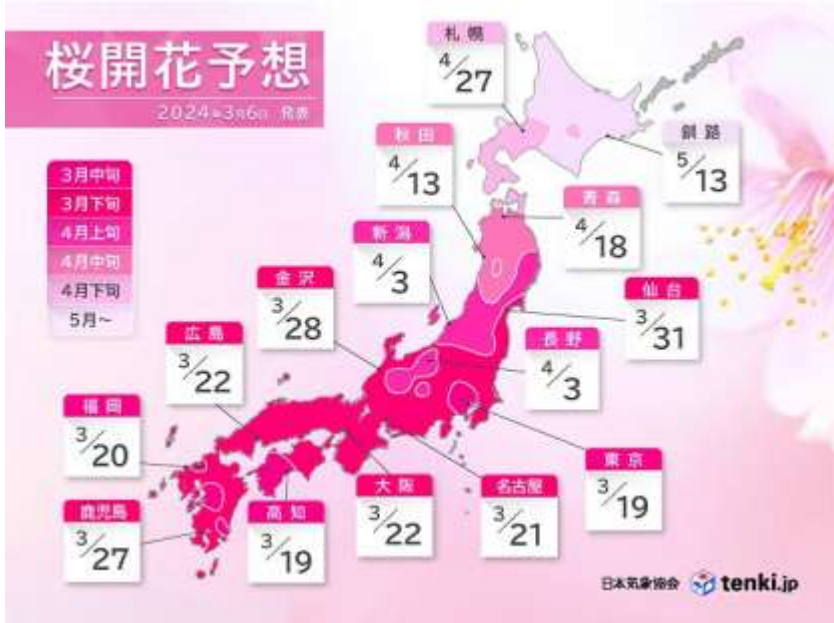 桜開花予想
2024年3月6日 発表
3月中旬
3月下旬
4月上旬
4月中旬
4月下旬
5月～
札幌
4/27
釧路
5/13
秋田
4/13
青森
4/18
新潟
4/3
金沢
3/28
仙台
3/31
広島
3/22
長野
4/3
福岡
3/20
東京
3/19
鹿児島
3/27
高知
3/19
大阪
3/22
名古屋
3/21
日本気象協会 tenki.jp